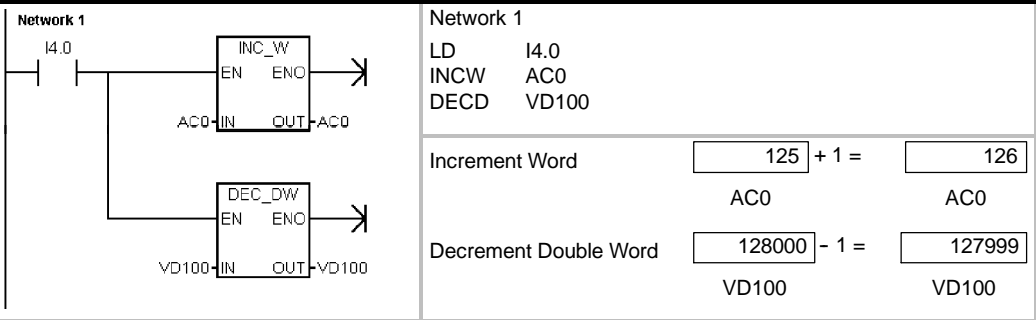 Network 1
I4.0
INC_W
EN ENO
AC0 IN OUT AC0
DEC_DW
EN ENO
VD100 IN OUT VD100
Network 1
LD I4.0
INCW AC0
DECD VD100
Increment Word 125 + 1 = 126
AC0 AC0
Decrement Double Word 128000 - 1 = 127999
VD100 VD100